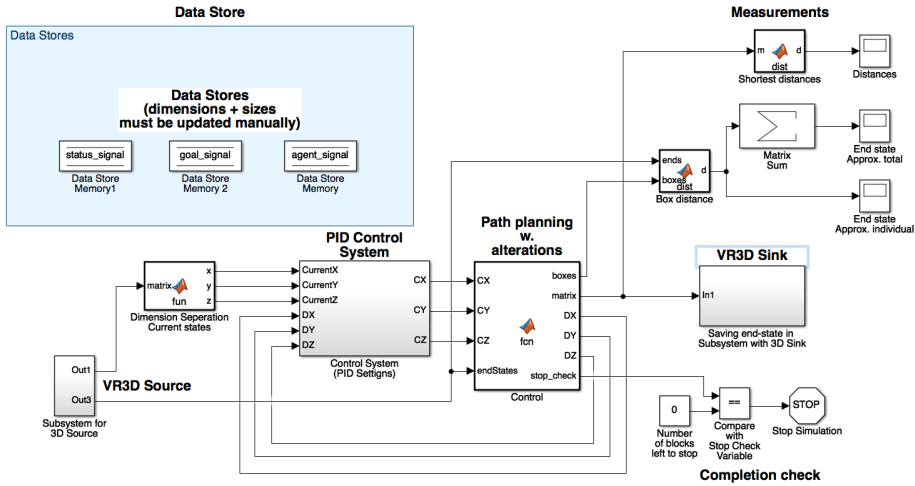 Data Store
Measurements
Data Stores
Data Stores
(dimensions + sizes
must be updated manually)
status_signal
goal_signal
agent_signal
Data Store
Memory1
Data Store
Memory 2
Data Store
Memory
m
d
dist
Shortest distances
Distances
Matrix
Sum
End state
Approx. total
ends
boxes
d
dist
Box distance
End state
Approx. individual
PID Control
System
Path planning
w.
alterations
VR3D Sink
matrix
x
y
z
fun
Dimension Seperation
Current states
CurrentX
CurrentY
CurrentZ
DX
DY
DZ
CX
CY
CZ
Control System
(PID Settigns)
CX
CY
CZ
endStates
fcn
boxes
matrix
DX
DY
DZ
stop_check
Control
In1
Saving end-state in
Subsystem with 3D Sink
Out1
Out3
VR3D Source
Subsystem for
3D Source
0
Number
of blocks
left to stop
==
Compare
with
Stop Check
Variable
STOP
Stop Simulation
Completion check